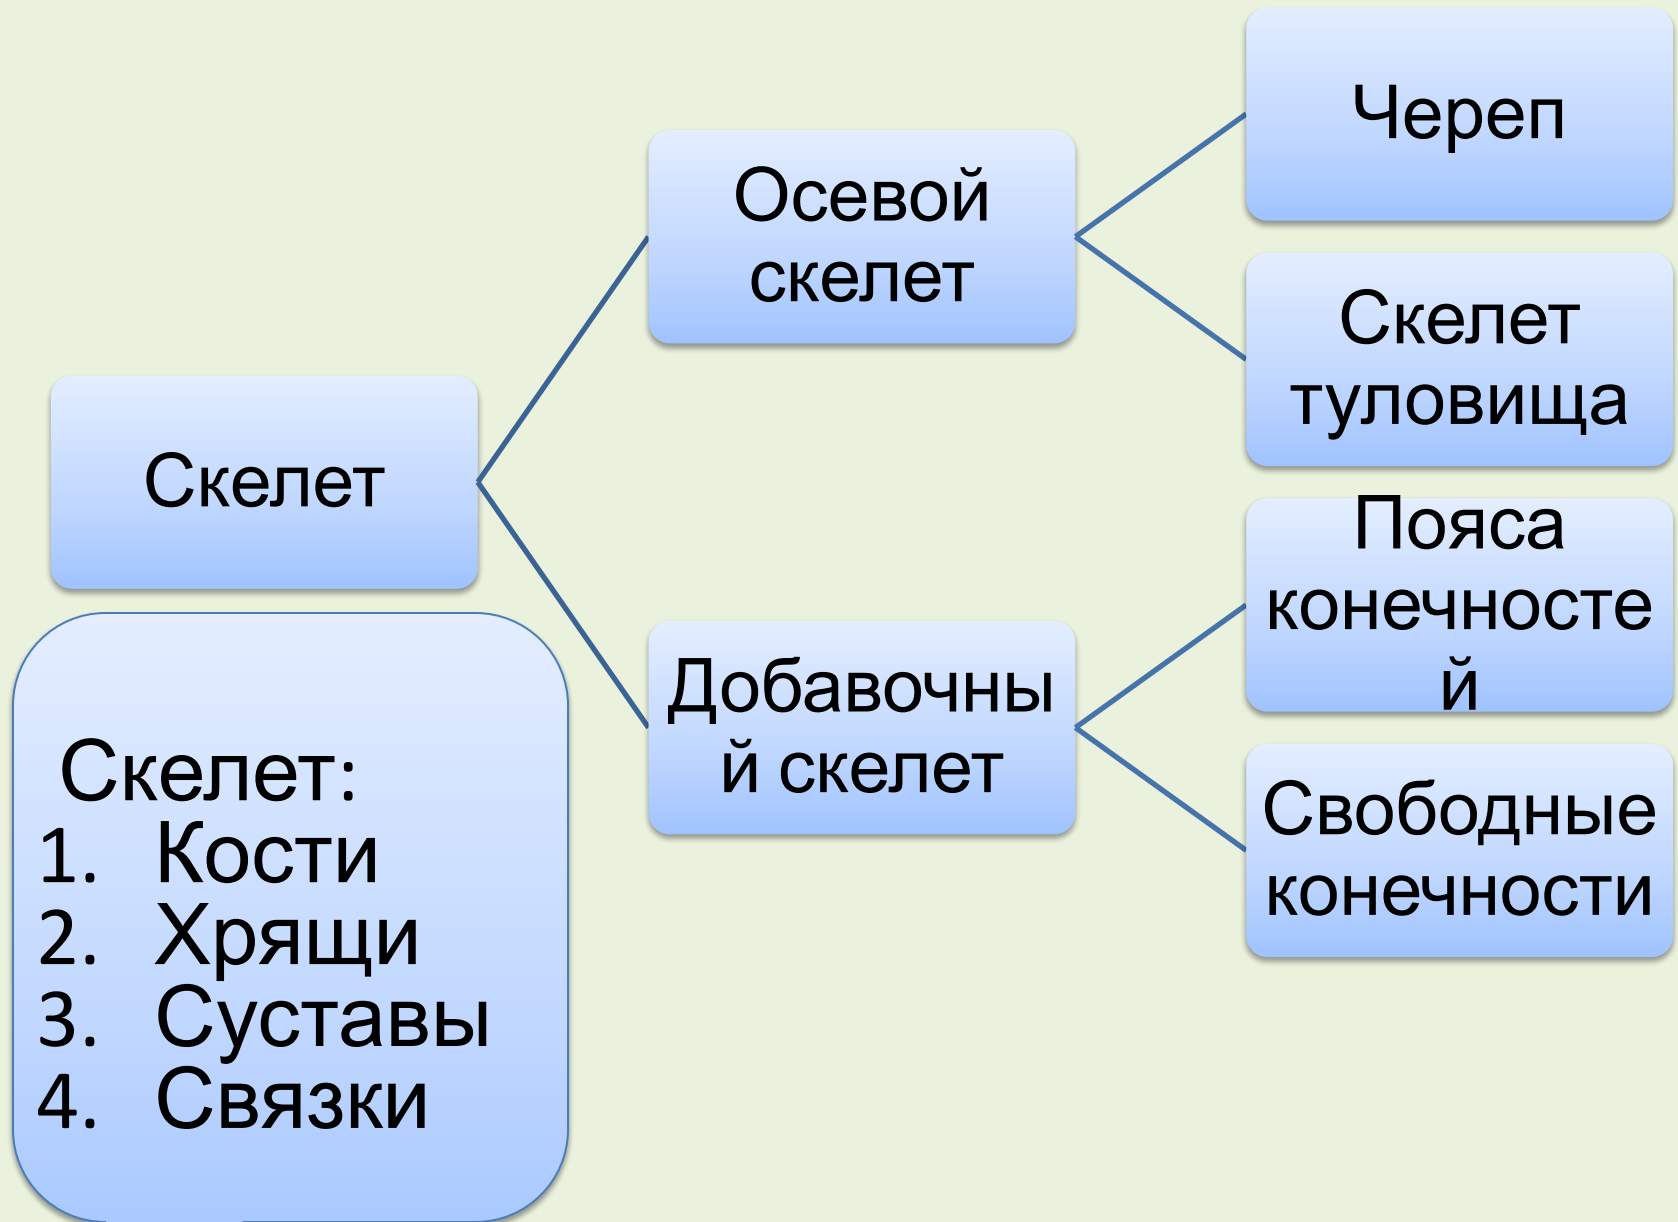 Череп
Осевой
скелет
Скелет
туловища
Скелет
Пояса
конечносте
й
Добавочны
й скелет
Свободные
конечности
Скелет:
1. Кости
2. Хрящи
3. Суставы
4. Связки